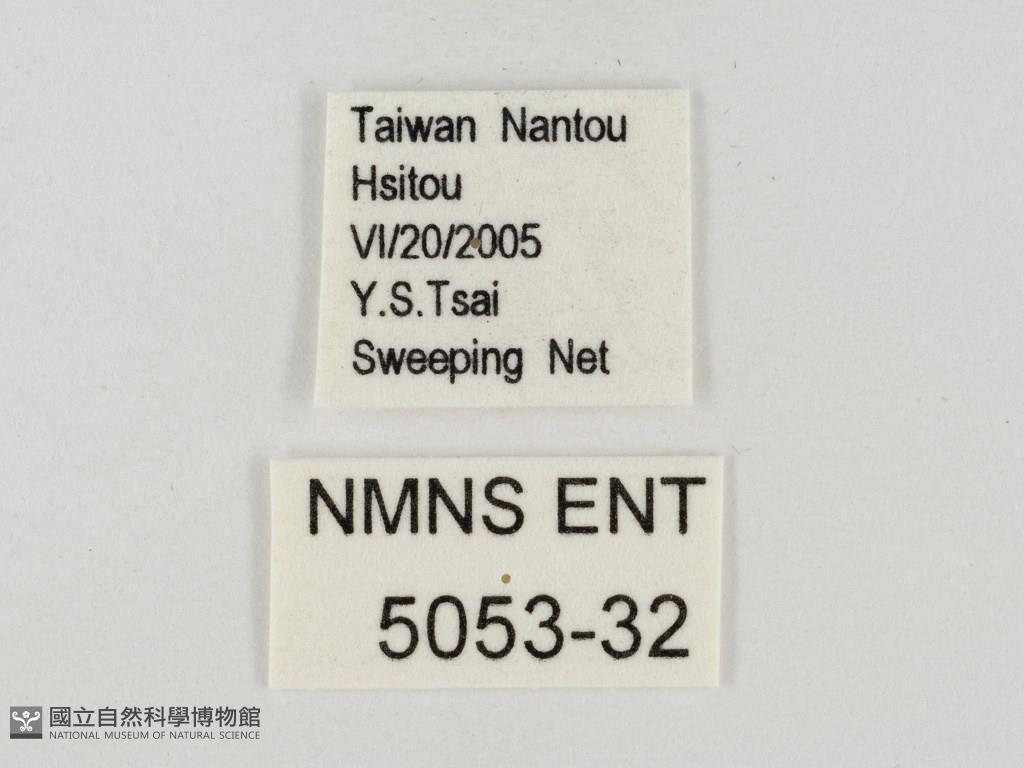 Taiwan Nantou
Hsitou
VI/20/2005
Y.S.Tsai
Sweeping Net
NMNS ENT
5053-32
國立自然科學博物館
NATIONAL MUSEUM OF NATURAL SCIENCE